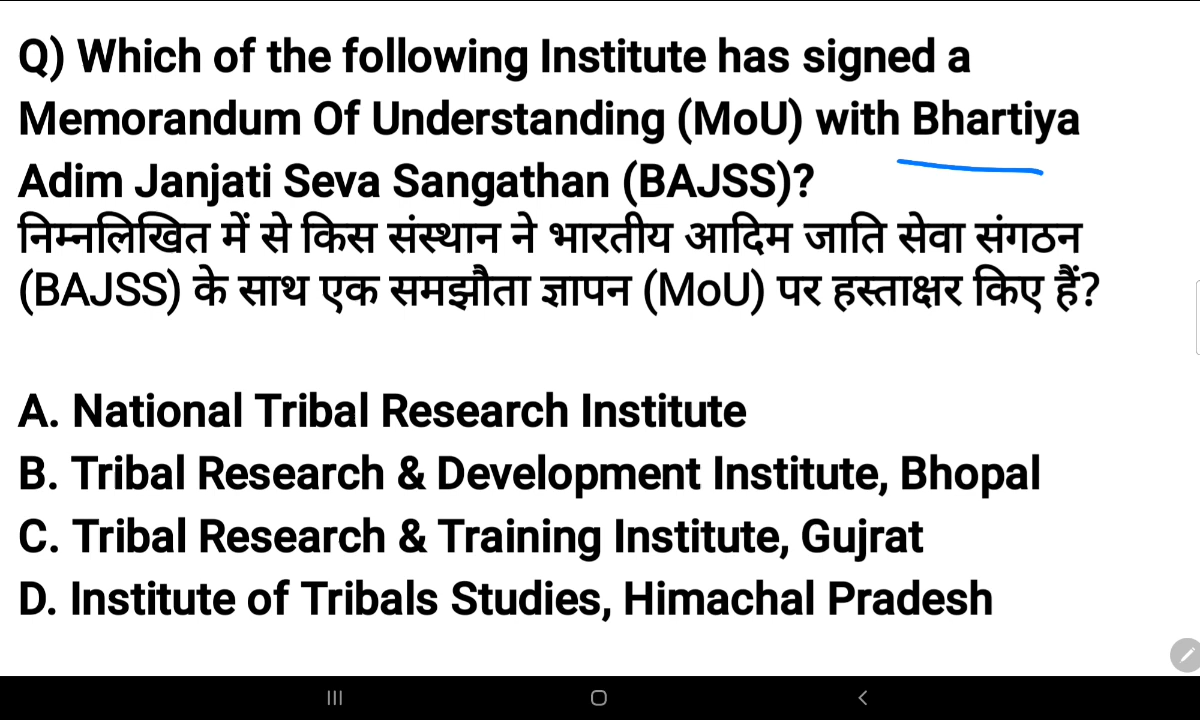 Q) Which of the following Institute has signed a
Memorandum Of Understanding (MoU) with Bhartiya
Adim Janjati Seva Sangathan (BAJSS)?
निम्नलिखित में से किस संस्थान ने भारतीय आदिम जाति सेवा संगठन
(BAJSS) के साथ एक समझौता ज्ञापन (MoU) पर हस्ताक्षर किए हैं?
A. National Tribal Research Institute
B. Tribal Research & Development Institute, Bhopal
C. Tribal Research & Training Institute, Gujrat
D. Institute of Tribals Studies, Himachal Pradesh